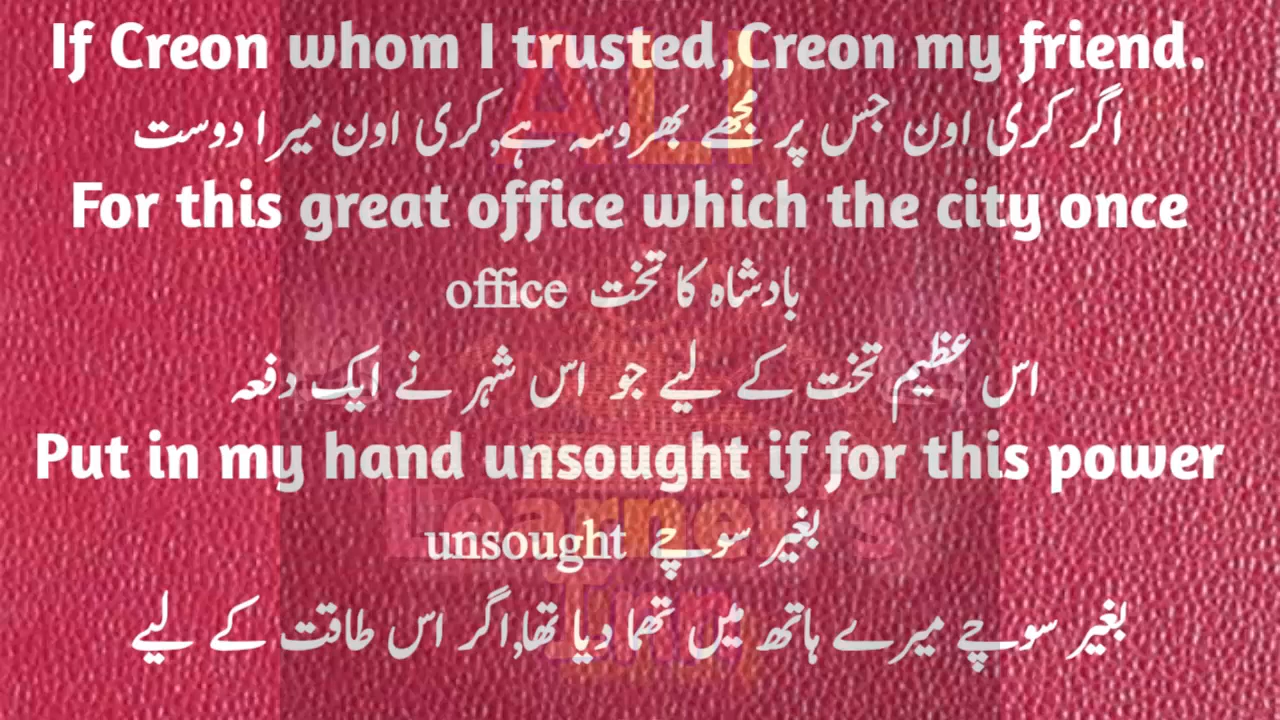 If Creon whom I trusted,Creon my friend.
اگر کری اون جس پر مجھے بھروسہ ہے,کری اون میرا دوست
For this great office which the city once
بادشاہ کا تخت office
اس عظیم تخت کے لیے جو اس شہر نے ایک دفعہ
Put in my hand unsought if for this power
بغیر سوچے unsought
بغیر سوچے میرے ہاتھ میں تھما دیا تھا,اگر اس طاقت کے لیے
ALI
Learner's